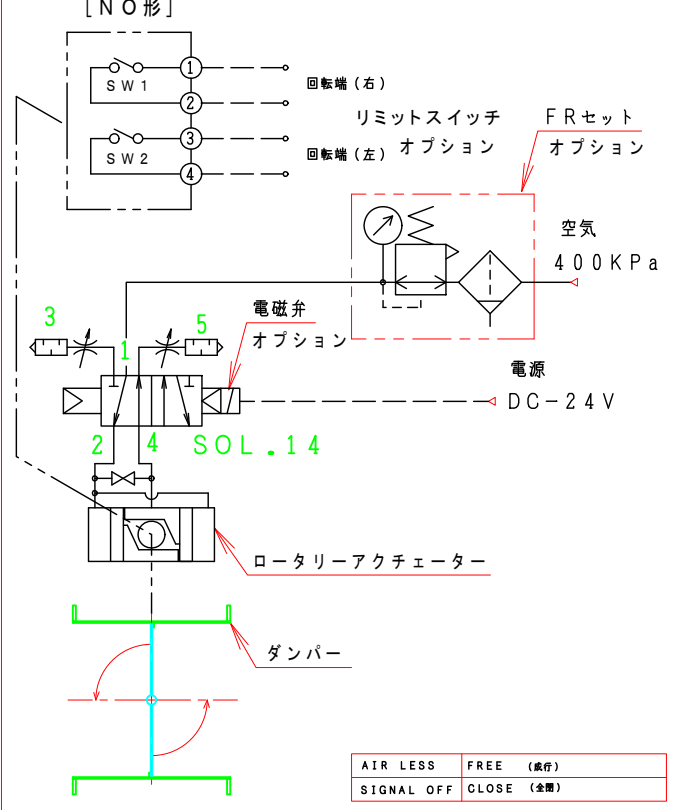 [NO形]
1
SW1
回転端(右)
2
リミットスイッチ
オプション
FRセット
オプション
3
SW2
回転端(左)
4
空気
400KPa
電磁弁
オプション
3
5
1
電源
DC-24V
2
4
SOL.14
ロータリーアクチェーター
ダンパー
AIR LESS FREE (成行)
SIGNAL OFF CLOSE (全閉)